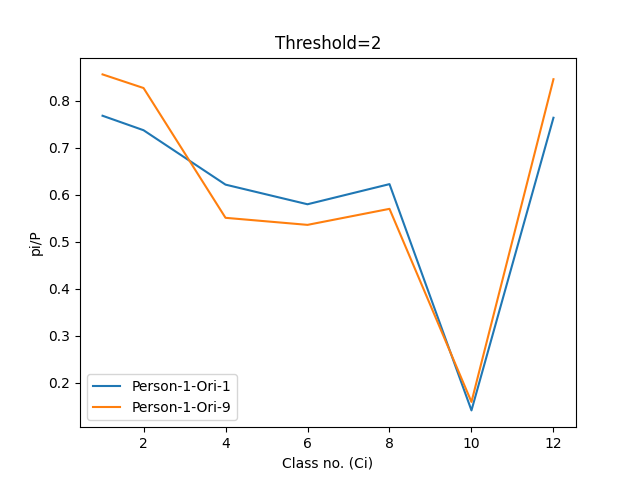 Threshold=2
pi/P
0.8
0.7
0.6
0.5
0.4
0.3
0.2
Person-1-Ori-1
Person-1-Ori-9
2 4 6 8 10 12
Class no. (Ci)